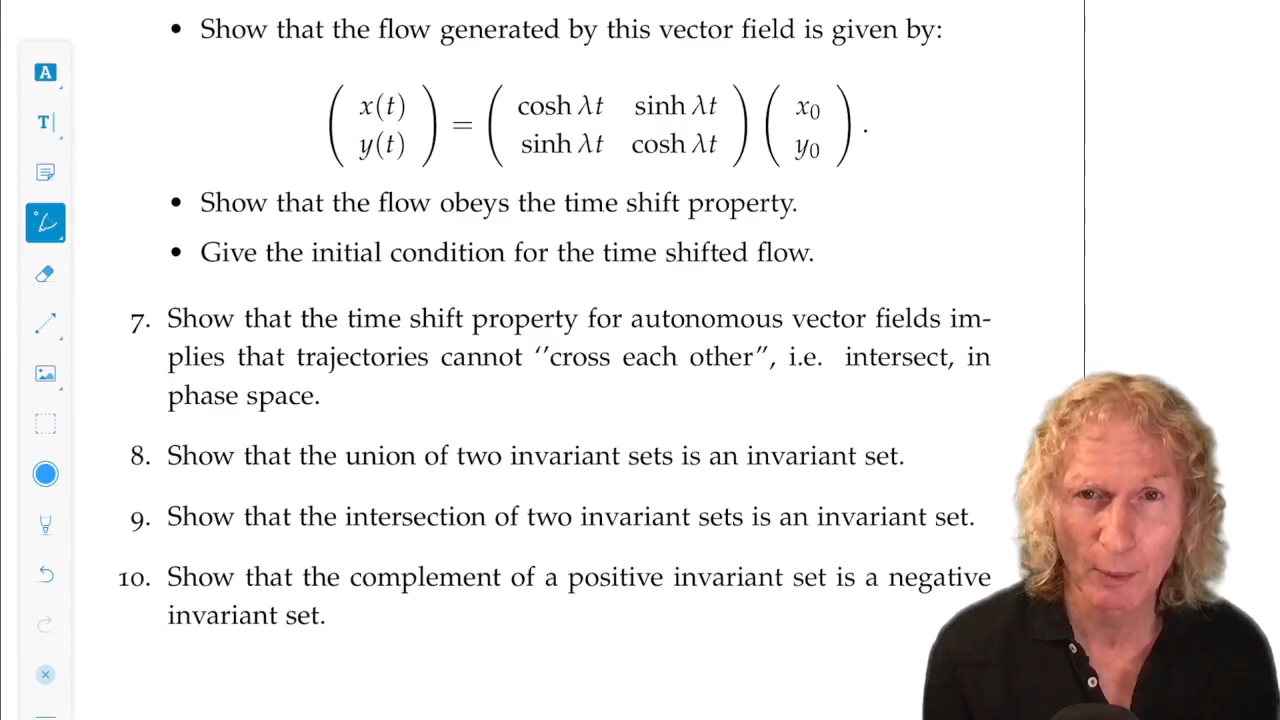 • Show that the flow generated by this vector field is given by:
( x(t) ) = ( cosh λt sinh λt ) ( x0 )
( y(t) ) ( sinh λt cosh λt ) ( y0 ) .
• Show that the flow obeys the time shift property.
• Give the initial condition for the time shifted flow.
7. Show that the time shift property for autonomous vector fields im-
plies that trajectories cannot ‘’cross each other”, i.e. intersect, in
phase space.
8. Show that the union of two invariant sets is an invariant set.
9. Show that the intersection of two invariant sets is an invariant set.
10. Show that the complement of a positive invariant set is a negative
invariant set.
A
T